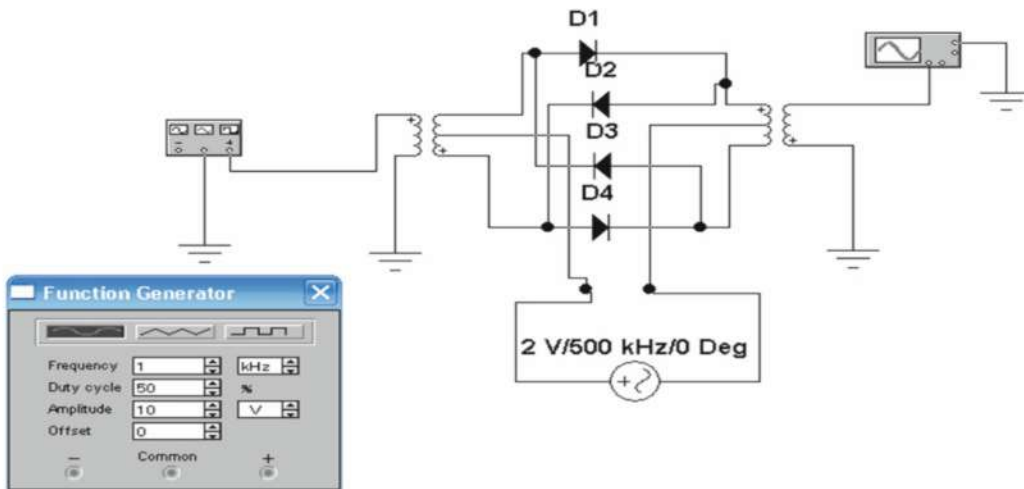 D1
D2
D3
D4
- +
2 V/500 kHz/0 Deg
+
Function Generator
Frequency 1 kHz
Duty cycle 50 %
Amplitude 10 V
Offset 0
- Common +